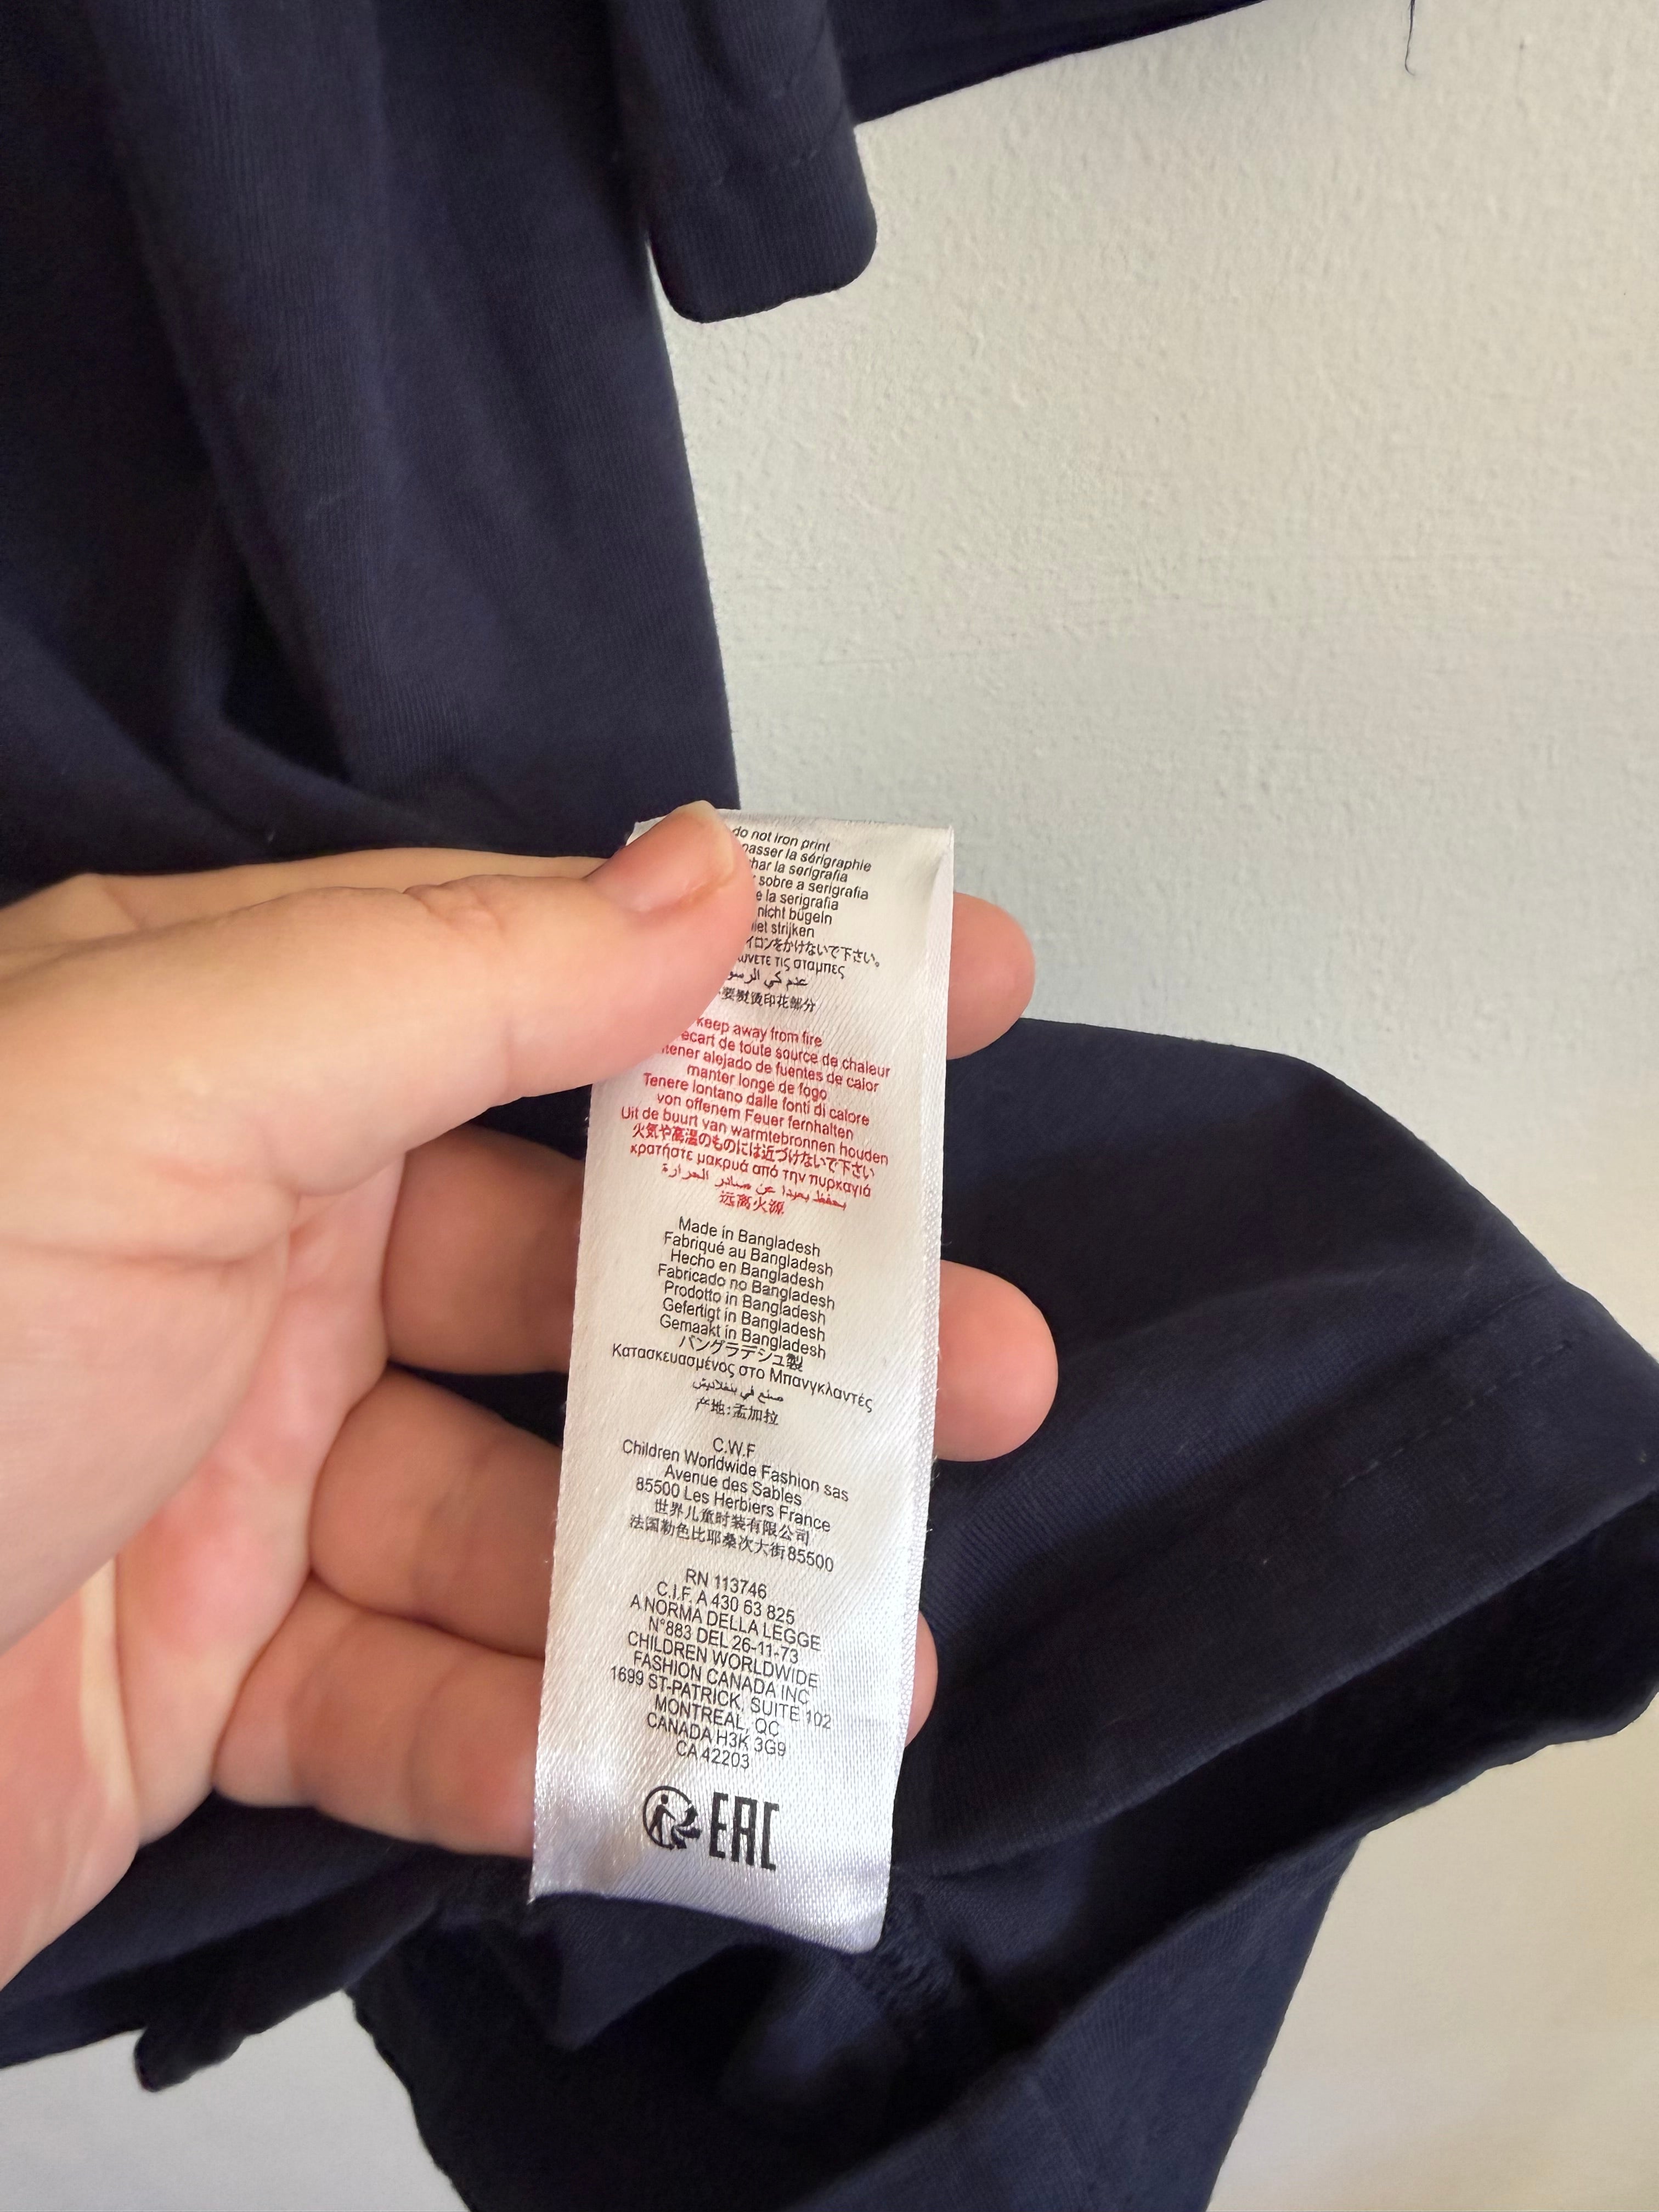 do not iron print
passer la sérigraphie
la serigrafia
sobre a serigrafia
la serigrafia
nicht bügeln
strijken
イロンをかけないで下さい。
τις σταμπες
عدم كي الرسو
要熨烫印花部分
keep away from fire
écart de toute source de chaleur
tener alejado de fuentes de calor
manter longe de fogo
Tenere lontano dalle fonti di calore
von offenem Feuer fernhalten
Uit de buurt van warmtebronnen houden
火気や高温のものには近づけないで下さい
κρατήστε μακρυά από την πυρκαγιά
يحفظ بعيدا عن مصادر الحرارة
远离火源
Made in Bangladesh
Fabriqué au Bangladesh
Hecho en Bangladesh
Fabricado no Bangladesh
Prodotto in Bangladesh
Gefertigt in Bangladesh
Gemaakt in Bangladesh
バングラデシュ製
Κατασκευασμένος στο Μπανγκλαντές
صنع في بنغلاديش
产地:孟加拉
C.W.F
Children Worldwide Fashion sas
Avenue des Sables
85500 Les Herbiers France
世界儿童时装有限公司
法国勒色比耶桑次大街85500
RN 113746
C.I.F. A 430 63 825
A NORMA DELLA LEGGE
N°883 DEL 26-11-73
CHILDREN WORLDWIDE
FASHION CANADA INC
1699 ST-PATRICK, SUITE 102
MONTREAL, QC
CANADA H3K 3G9
CA 42203
EAC